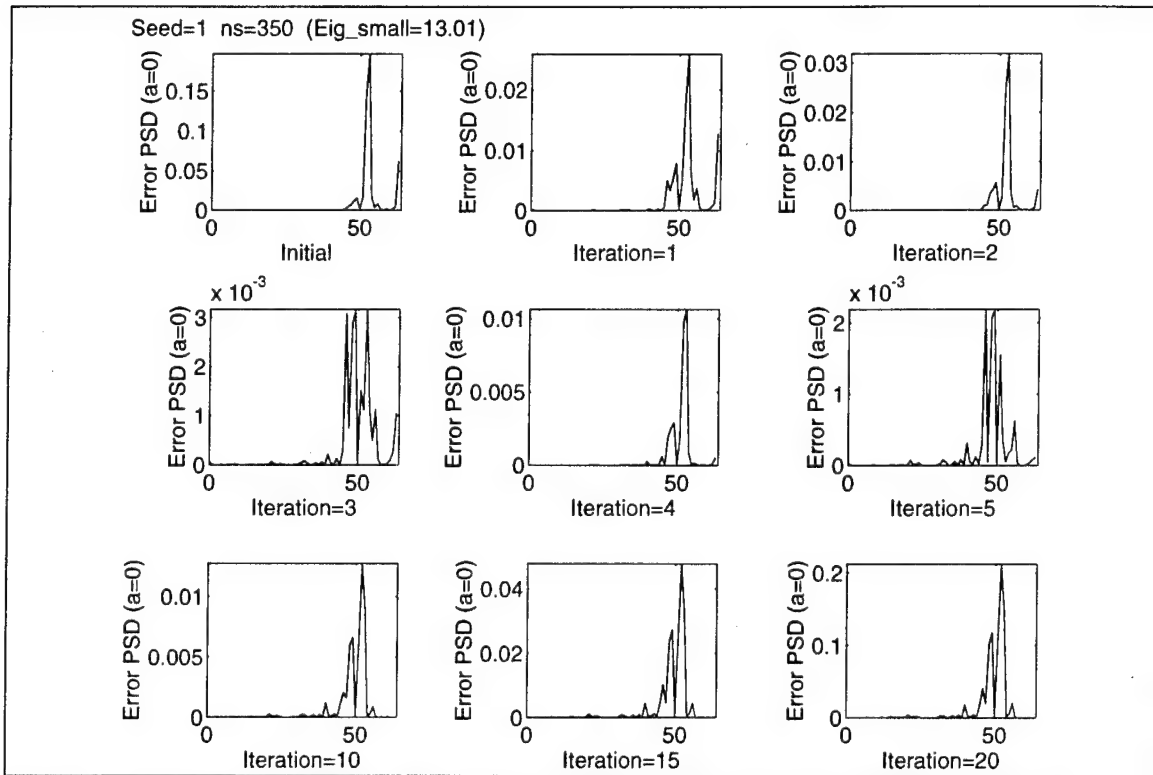 Seed=1 ns=350 (Eig_small=13.01)
Error PSD (a=0)
0.15
0.1
0.05
0
0
50
Initial
Error PSD (a=0)
0.02
0.01
0
0
50
Iteration=1
Error PSD (a=0)
0.03
0.02
0.01
0
0
50
Iteration=2
x 10⁻³
Error PSD (a=0)
3
2
1
0
0
50
Iteration=3
Error PSD (a=0)
0.01
0.005
0
0
50
Iteration=4
x 10⁻³
Error PSD (a=0)
2
1
0
0
50
Iteration=5
Error PSD (a=0)
0.01
0.005
0
0
50
Iteration=10
Error PSD (a=0)
0.04
0.02
0
0
50
Iteration=15
Error PSD (a=0)
0.2
0.1
0
0
50
Iteration=20